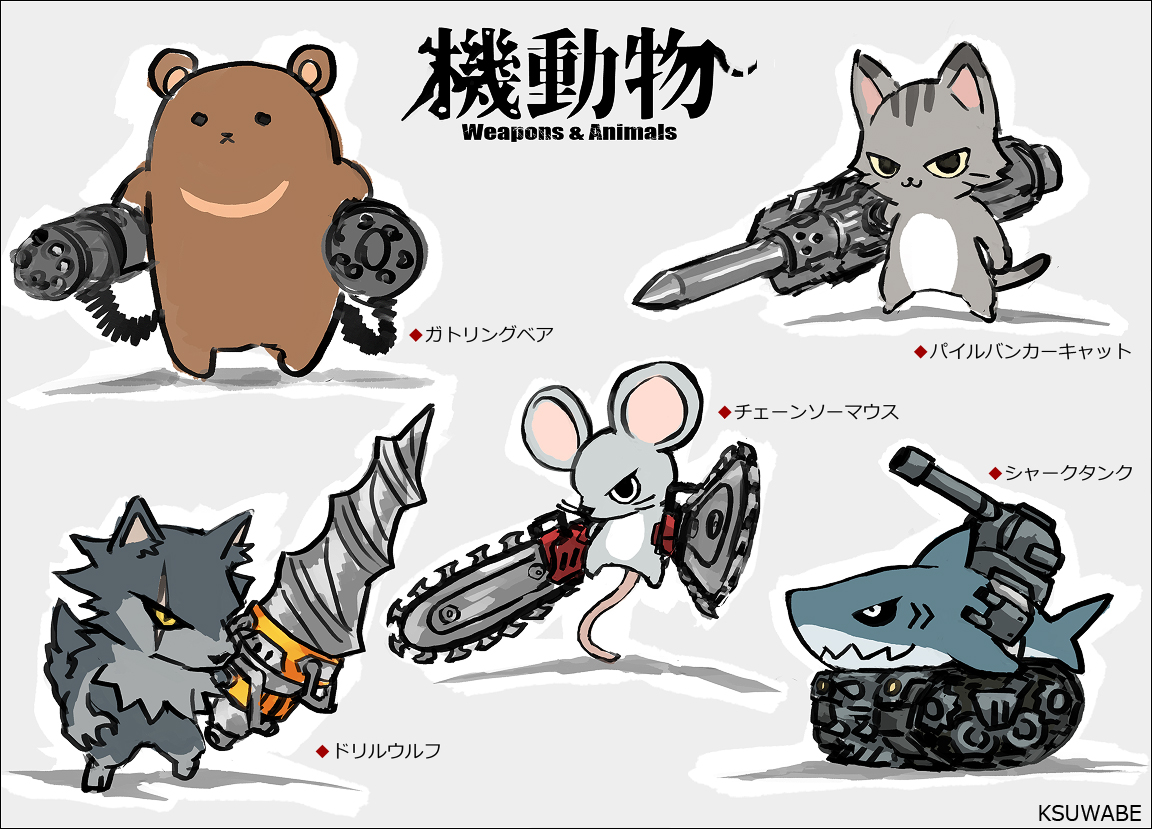 機動物
Weapons & Animals
◆ガトリングベア
◆パイルバンカーキャット
◆チェーンソーマウス
◆シャークタンク
◆ドリルウルフ
KSUWABE